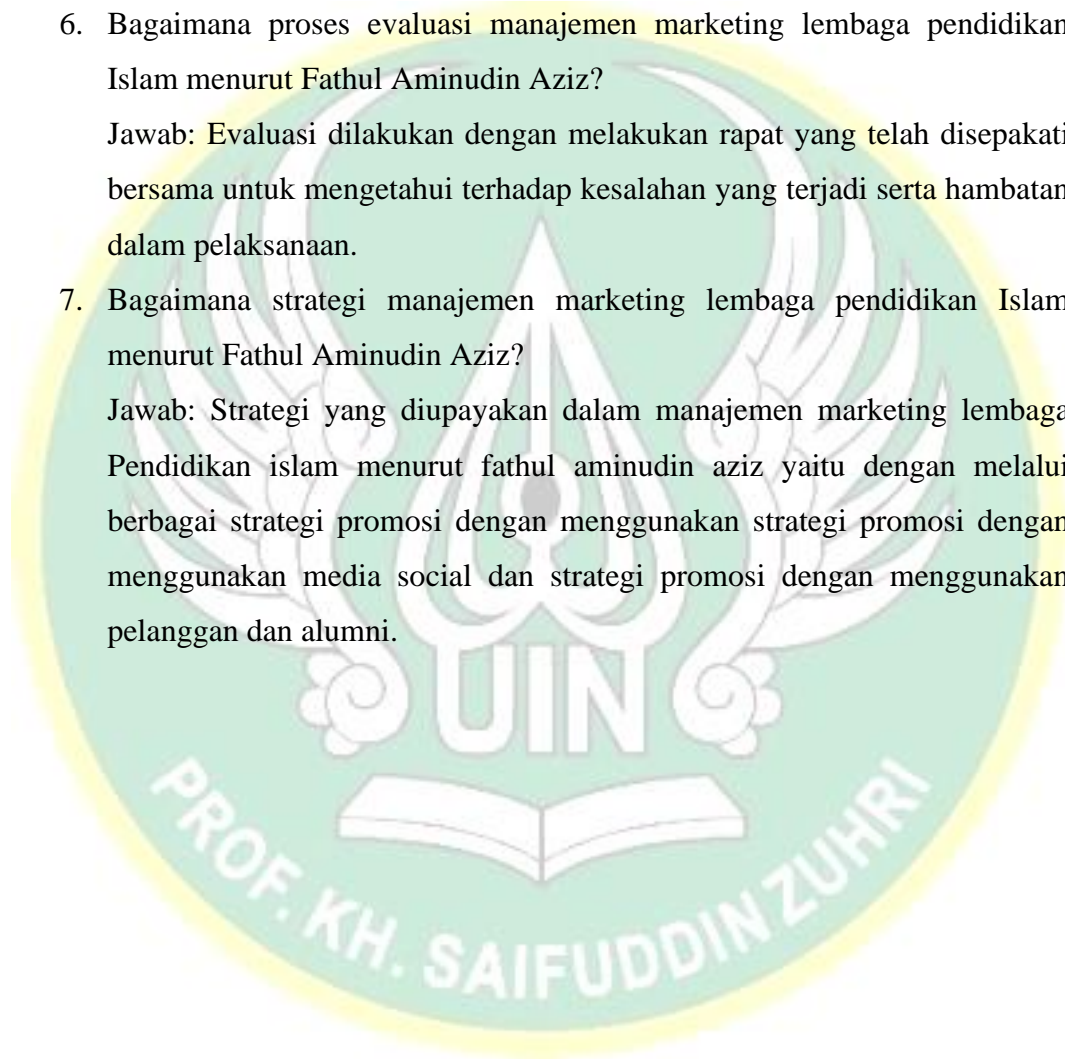 6. Bagaimana proses evaluasi manajemen marketing lembaga pendidikan
Islam menurut Fathul Aminudin Aziz?
Jawab: Evaluasi dilakukan dengan melakukan rapat yang telah disepakati
bersama untuk mengetahui terhadap kesalahan yang terjadi serta hambatan
dalam pelaksanaan.
7. Bagaimana strategi manajemen marketing lembaga pendidikan Islam
menurut Fathul Aminudin Aziz?
Jawab: Strategi yang diupayakan dalam manajemen marketing lembaga
Pendidikan islam menurut fathul aminudin aziz yaitu dengan melalui
berbagai strategi promosi dengan menggunakan strategi promosi dengan
menggunakan media social dan strategi promosi dengan menggunakan
pelanggan dan alumni.
UIN
PROF. KH. SAIFUDDIN ZUHRI